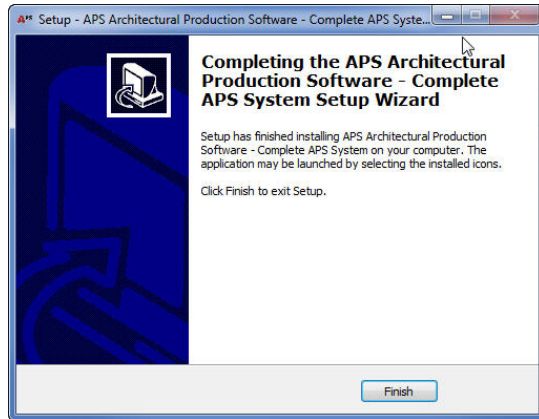 APS Setup - APS Architectural Production Software - Complete APS Syste...
Completing the APS Architectural
Production Software - Complete
APS System Setup Wizard
Setup has finished installing APS Architectural Production
Software - Complete APS System on your computer. The
application may be launched by selecting the installed icons.
Click Finish to exit Setup.
Finish